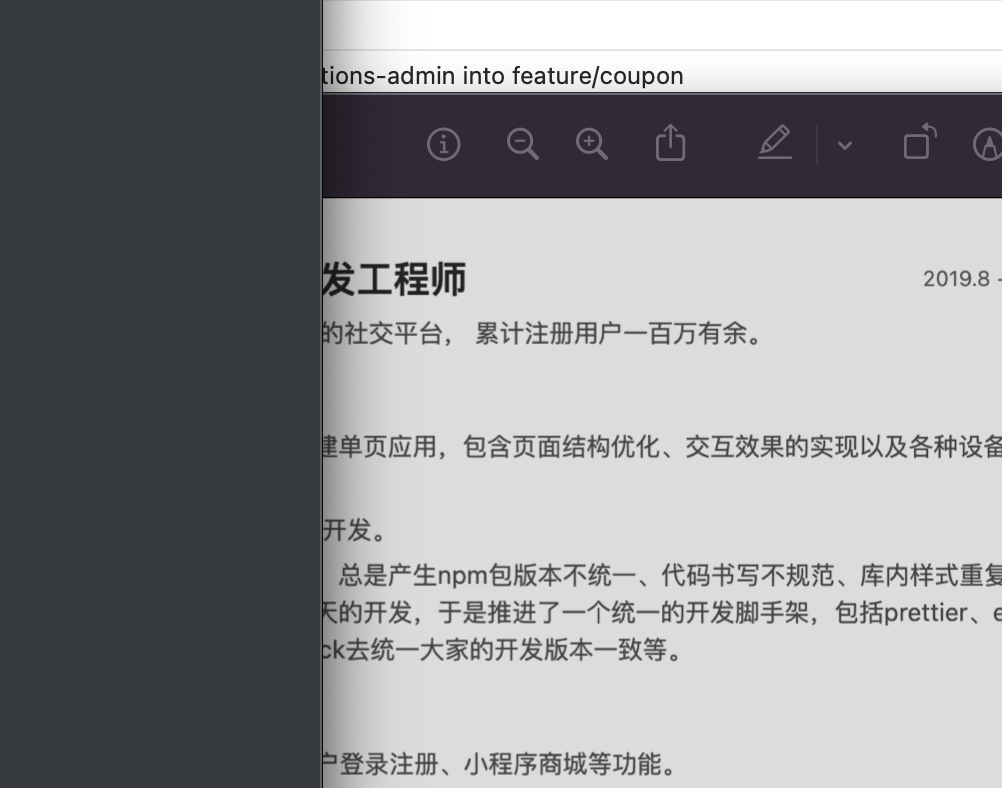 tions-admin into feature/coupon
发工程师
2019.8 -
的社交平台， 累计注册用户一百万有余。
建单页应用，包含页面结构优化、交互效果的实现以及各种设备
开发。
总是产生npm包版本不统一、代码书写不规范、库内样式重复
天的开发，于是推进了一个统一的开发脚手架，包括prettier、e
ck去统一大家的开发版本一致等。
户登录注册、小程序商城等功能。